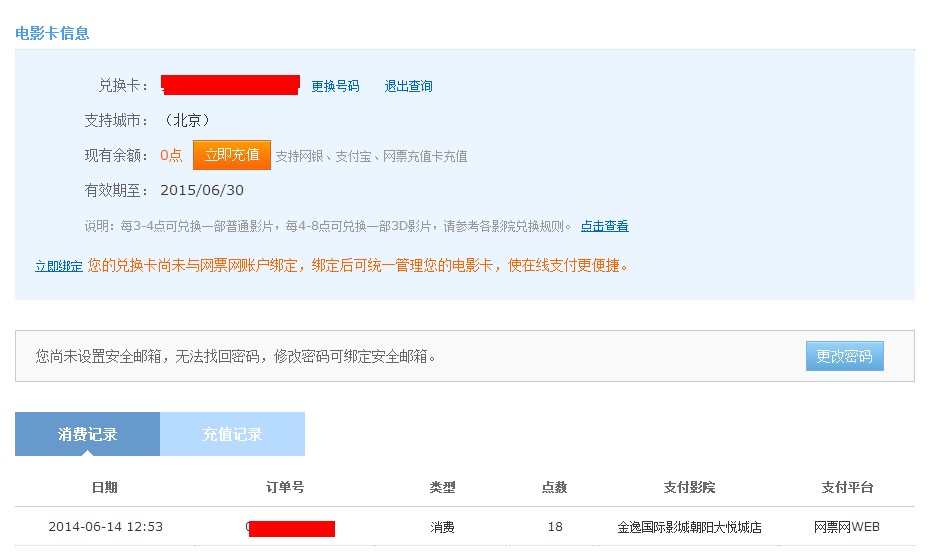 电影卡信息
兑换卡： 更换号码 退出查询
支持城市： （北京）
现有余额： 0点 立即充值 支持网银、支付宝、网票充值卡充值
有效期至： 2015/06/30
说明：每3-4点可兑换一部普通影片，每4-8点可兑换一部3D影片，请参考各影院兑换规则。 点击查看
立即绑定 您的兑换卡尚未与网票网账户绑定，绑定后可统一管理您的电影卡，使在线支付更便捷。
您尚未设置安全邮箱，无法找回密码，修改密码可绑定安全邮箱。 更改密码
消费记录 充值记录
日期 订单号 类型 点数 支付影院 支付平台
2014-06-14 12:53 消费 18 金逸国际影城朝阳大悦城店 网票网WEB